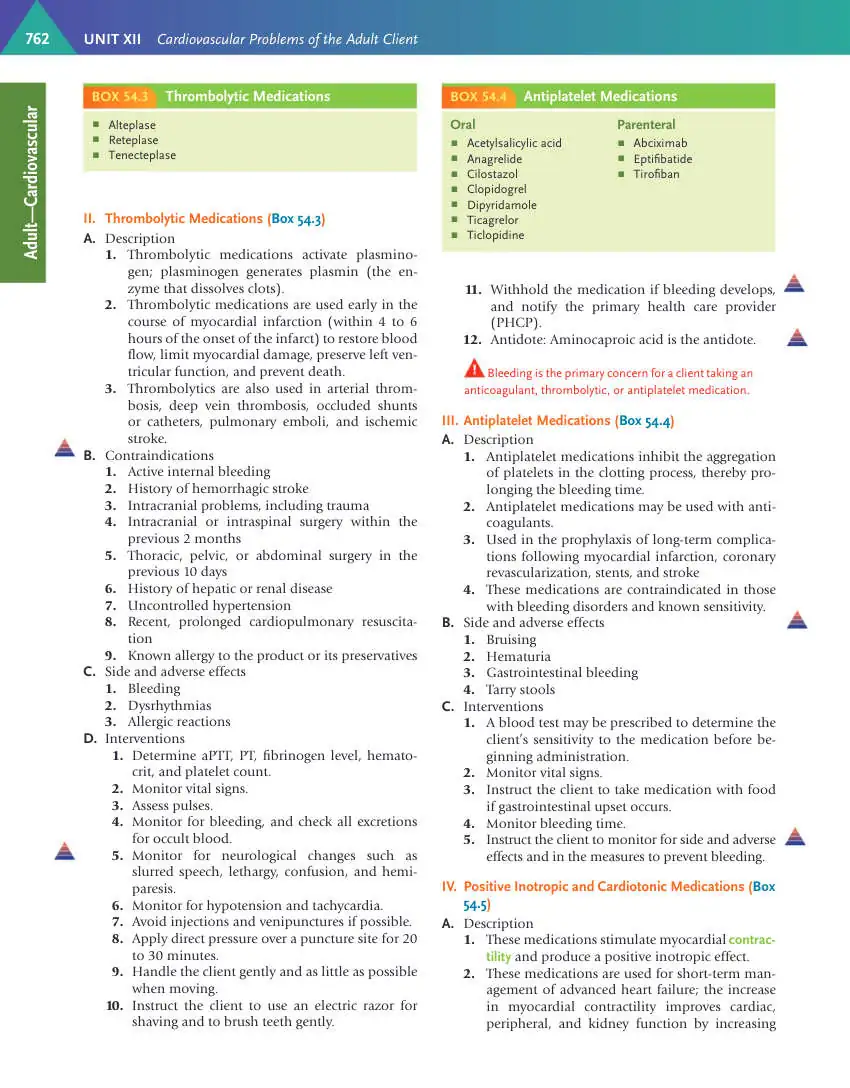 762
UNIT XII Cardiovascular Problems of the Adult Client
Adult—Cardiovascular
BOX 54.3 Thrombolytic Medications
■ Alteplase
■ Reteplase
■ Tenecteplase
II. Thrombolytic Medications (Box 54.3)
A. Description
1. Thrombolytic medications activate plasmino-
gen; plasminogen generates plasmin (the en-
zyme that dissolves clots).
2. Thrombolytic medications are used early in the
course of myocardial infarction (within 4 to 6
hours of the onset of the infarct) to restore blood
flow, limit myocardial damage, preserve left ven-
tricular function, and prevent death.
3. Thrombolytics are also used in arterial throm-
bosis, deep vein thrombosis, occluded shunts
or catheters, pulmonary emboli, and ischemic
stroke.
B. Contraindications
1. Active internal bleeding
2. History of hemorrhagic stroke
3. Intracranial problems, including trauma
4. Intracranial or intraspinal surgery within the
previous 2 months
5. Thoracic, pelvic, or abdominal surgery in the
previous 10 days
6. History of hepatic or renal disease
7. Uncontrolled hypertension
8. Recent, prolonged cardiopulmonary resuscita-
tion
9. Known allergy to the product or its preservatives
C. Side and adverse effects
1. Bleeding
2. Dysrhythmias
3. Allergic reactions
D. Interventions
1. Determine aPTT, PT, fibrinogen level, hemato-
crit, and platelet count.
2. Monitor vital signs.
3. Assess pulses.
4. Monitor for bleeding, and check all excretions
for occult blood.
5. Monitor for neurological changes such as
slurred speech, lethargy, confusion, and hemi-
paresis.
6. Monitor for hypotension and tachycardia.
7. Avoid injections and venipunctures if possible.
8. Apply direct pressure over a puncture site for 20
to 30 minutes.
9. Handle the client gently and as little as possible
when moving.
10. Instruct the client to use an electric razor for
shaving and to brush teeth gently.
BOX 54.4 Antiplatelet Medications
Oral
■ Acetylsalicylic acid
■ Anagrelide
■ Cilostazol
■ Clopidogrel
■ Dipyridamole
■ Ticagrelor
■ Ticlopidine
Parenteral
■ Abciximab
■ Eptifibatide
■ Tirofiban
11. Withhold the medication if bleeding develops,
and notify the primary health care provider
(PHCP).
12. Antidote: Aminocaproic acid is the antidote.
Bleeding is the primary concern for a client taking an
anticoagulant, thrombolytic, or antiplatelet medication.
III. Antiplatelet Medications (Box 54.4)
A. Description
1. Antiplatelet medications inhibit the aggregation
of platelets in the clotting process, thereby pro-
longing the bleeding time.
2. Antiplatelet medications may be used with anti-
coagulants.
3. Used in the prophylaxis of long-term complica-
tions following myocardial infarction, coronary
revascularization, stents, and stroke
4. These medications are contraindicated in those
with bleeding disorders and known sensitivity.
B. Side and adverse effects
1. Bruising
2. Hematuria
3. Gastrointestinal bleeding
4. Tarry stools
C. Interventions
1. A blood test may be prescribed to determine the
client's sensitivity to the medication before be-
ginning administration.
2. Monitor vital signs.
3. Instruct the client to take medication with food
if gastrointestinal upset occurs.
4. Monitor bleeding time.
5. Instruct the client to monitor for side and adverse
effects and in the measures to prevent bleeding.
IV. Positive Inotropic and Cardiotonic Medications (Box
54.5)
A. Description
1. These medications stimulate myocardial contrac-
tility and produce a positive inotropic effect.
2. These medications are used for short-term man-
agement of advanced heart failure; the increase
in myocardial contractility improves cardiac,
peripheral, and kidney function by increasing